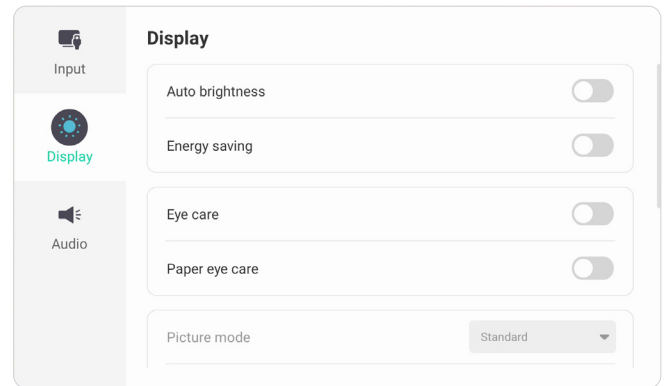 Input
Display
Audio
Display
Auto brightness
Energy saving
Eye care
Paper eye care
Picture mode
Standard